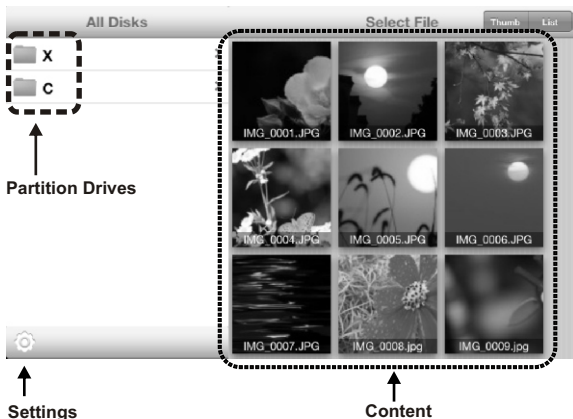 All Disks
Select File
Thumb
List
X
C
Partition Drives
IMG_0001.JPG
IMG_0002.JPG
IMG_0003.JPG
IMG_0004.JPG
IMG_0005.JPG
IMG_0006.JPG
IMG_0007.JPG
IMG_0008.jpg
IMG_0009.jpg
Settings
Content